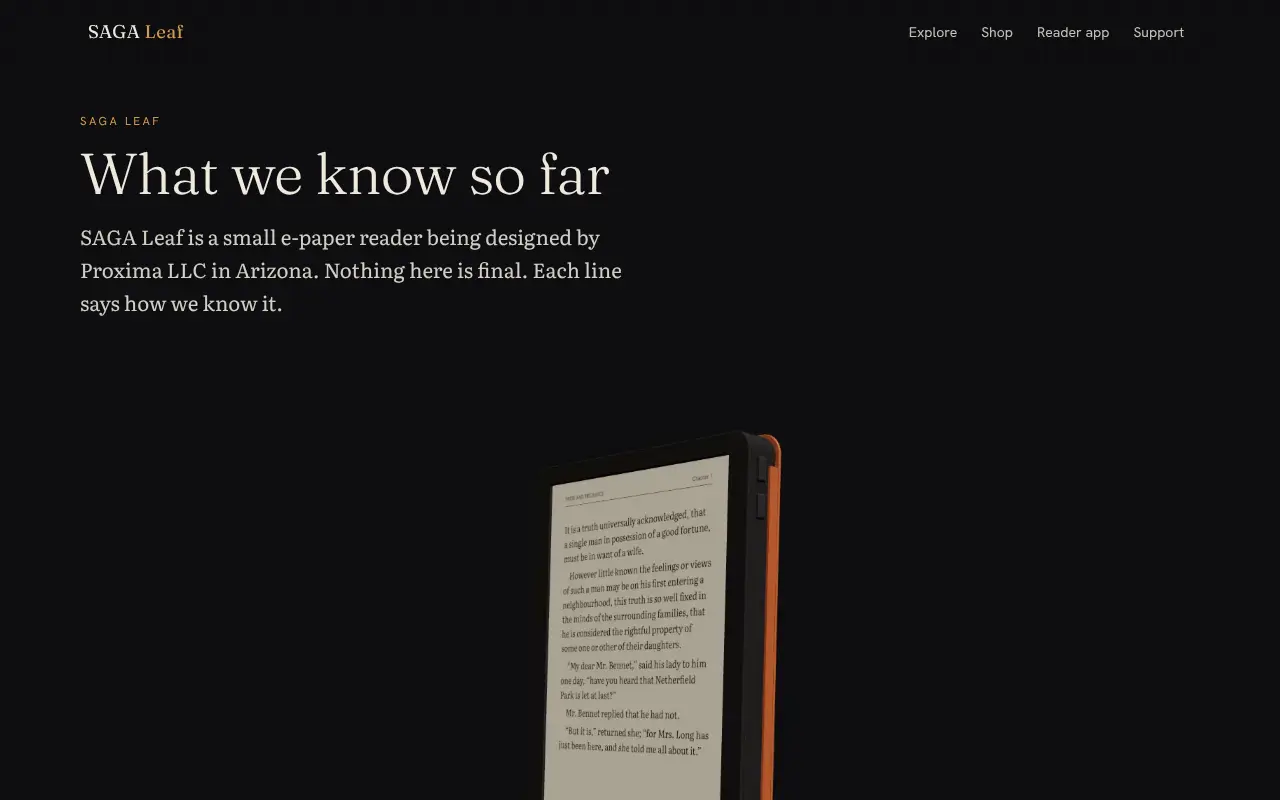 SAGA Leaf
Explore Shop Reader app Support
SAGA LEAF
What we know so far
SAGA Leaf is a small e-paper reader being designed by
Proxima LLC in Arizona. Nothing here is final. Each line
says how we know it.
PRIDE AND PREJUDICE Chapter 1
It is a truth universally acknowledged, that
a single man in possession of a good fortune,
must be in want of a wife.
However little known the feelings or views
of such a man may be on his first entering a
neighbourhood, this truth is so well fixed in
the minds of the surrounding families, that
he is considered the rightful property of
some one or other of their daughters.
“My dear Mr. Bennet,” said his lady to him
one day, “have you heard that Netherfield
Park is let at last?”
Mr. Bennet replied that he had not.
“But it is,” returned she; “for Mrs. Long has
just been here, and she told me all about it.”